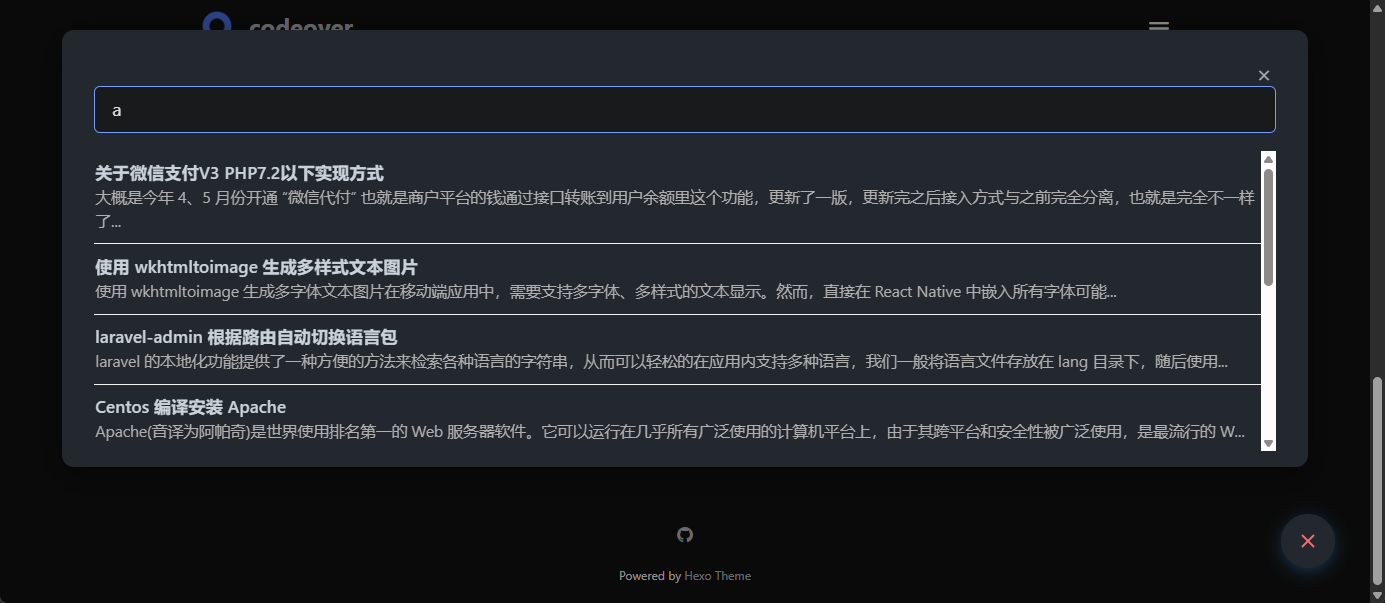 codeover
a
关于微信支付V3 PHP7.2以下实现方式
大概是今年 4、5 月份开通 “微信代付” 也就是商户平台的钱通过接口转账到用户余额里这个功能，更新了一版，更新完之后接入方式与之前完全分离，也就是完全不一样
了...
使用 wkhtmltoimage 生成多样式文本图片
使用 wkhtmltoimage 生成多字体文本图片在移动端应用中，需要支持多字体、多样式的文本显示。然而，直接在 React Native 中嵌入所有字体可能...
laravel-admin 根据路由自动切换语言包
laravel 的本地化功能提供了一种方便的方法来检索各种语言的字符串，从而可以轻松的在应用内支持多种语言，我们一般将语言文件存放在 lang 目录下，随后使用...
Centos 编译安装 Apache
Apache(音译为阿帕奇)是世界使用排名第一的 Web 服务器软件。它可以运行在几乎所有广泛使用的计算机平台上，由于其跨平台和安全性被广泛使用，是最流行的 W...
Powered by Hexo Theme